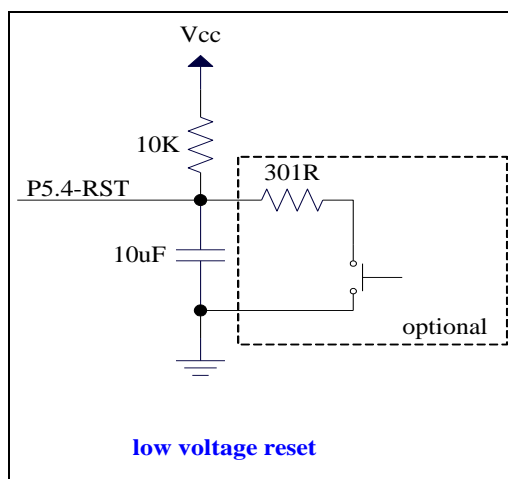 Vcc
10K
301R
P5.4-RST
10uF
optional
low voltage reset